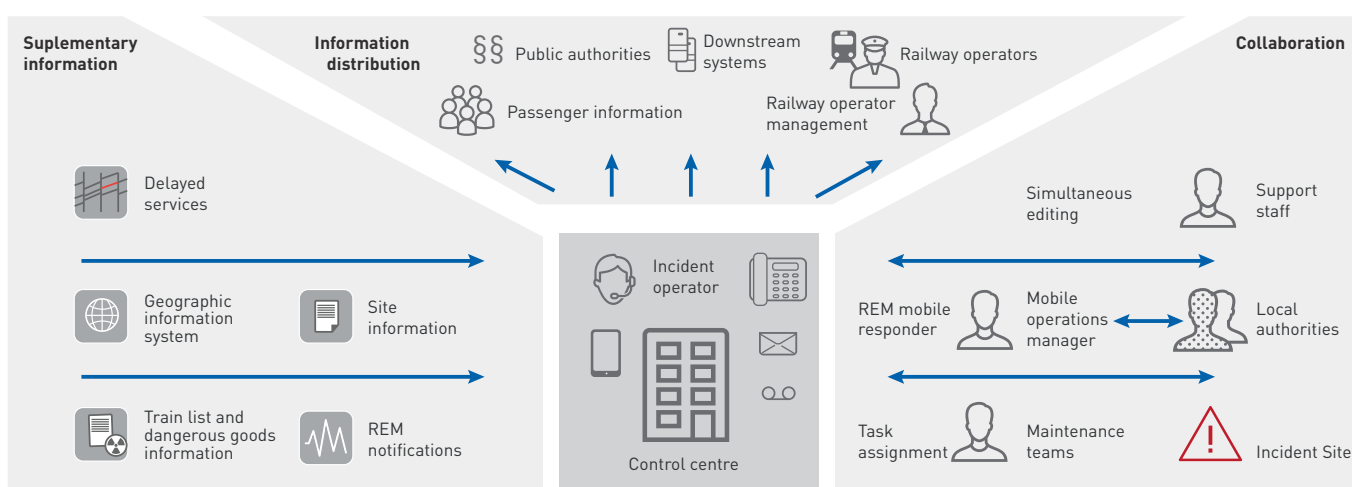 Suplementary
information
Information
distribution
§§ Public authorities
Downstream
systems
Railway operators
Passenger information
Railway operator
management
Collaboration
Delayed
services
Geographic
information
system
Site
information
Train list and
dangerous goods
information
REM
notifications
Incident
operator
Control centre
Simultaneous
editing
Support
staff
REM mobile
responder
Mobile
operations
manager
Local
authorities
Task
assignment
Maintenance
teams
!
Incident Site